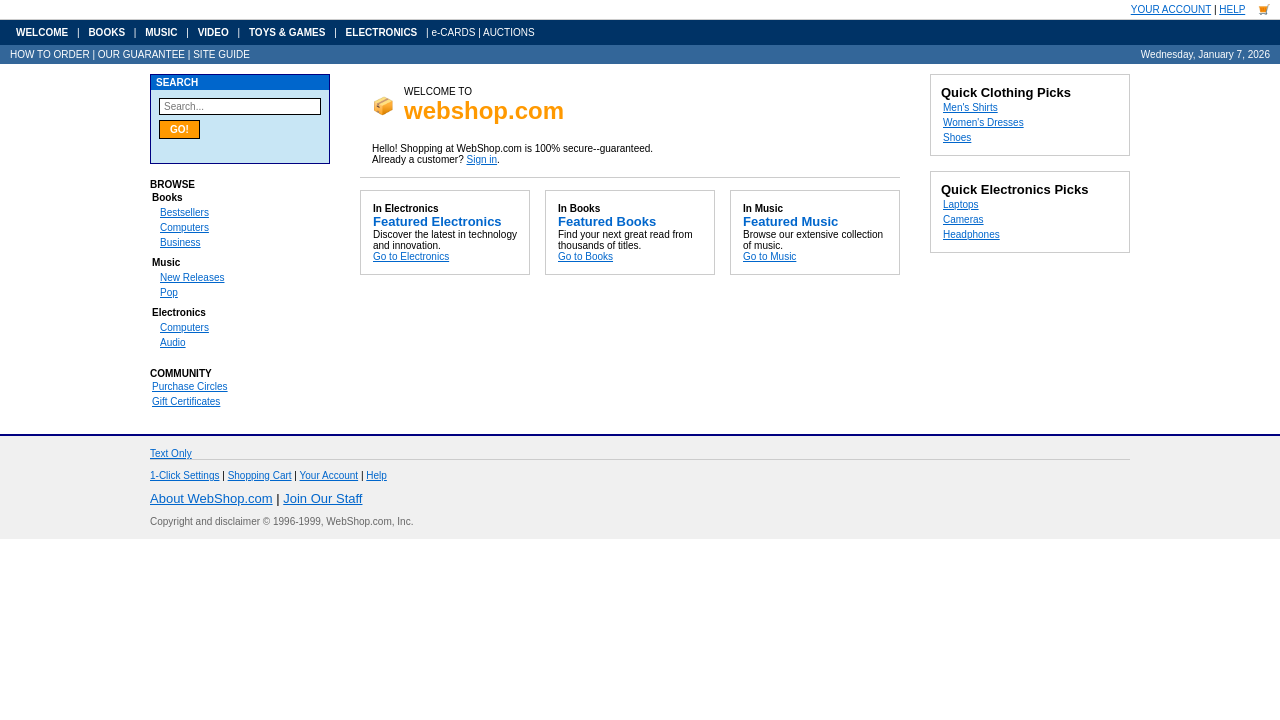 YOUR ACCOUNT | HELP
WELCOME | BOOKS | MUSIC | VIDEO | TOYS & GAMES | ELECTRONICS | e-CARDS | AUCTIONS
HOW TO ORDER | OUR GUARANTEE | SITE GUIDE
Wednesday, January 7, 2026
SEARCH
Search...
GO!
BROWSE
Books
Bestsellers
Computers
Business
Music
New Releases
Pop
Electronics
Computers
Audio
COMMUNITY
Purchase Circles
Gift Certificates
WELCOME TO
webshop.com
Hello! Shopping at WebShop.com is 100% secure--guaranteed.
Already a customer? Sign in.
In Electronics
Featured Electronics
Discover the latest in technology
and innovation.
Go to Electronics
In Books
Featured Books
Find your next great read from
thousands of titles.
Go to Books
In Music
Featured Music
Browse our extensive collection
of music.
Go to Music
Quick Clothing Picks
Men's Shirts
Women's Dresses
Shoes
Quick Electronics Picks
Laptops
Cameras
Headphones
Text Only
1-Click Settings | Shopping Cart | Your Account | Help
About WebShop.com | Join Our Staff
Copyright and disclaimer © 1996-1999, WebShop.com, Inc.